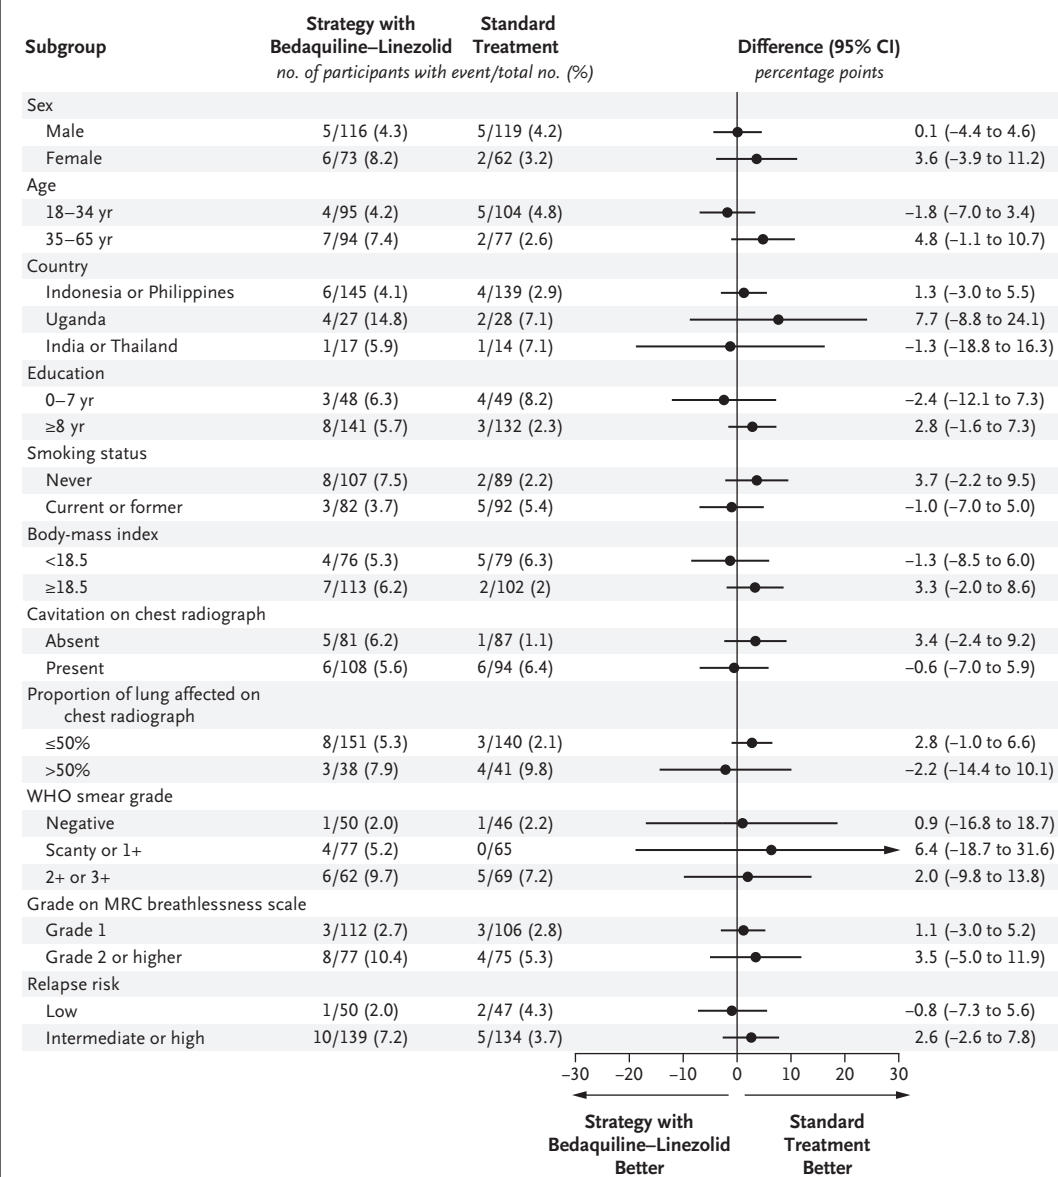 Subgroup Strategy with Bedaquiline–Linezolid Standard Treatment Difference (95% CI)
no. of participants with event/total no. (%) percentage points
Sex
Male 5/116 (4.3) 5/119 (4.2) 0.1 (–4.4 to 4.6)
Female 6/73 (8.2) 2/62 (3.2) 3.6 (–3.9 to 11.2)
Age
18–34 yr 4/95 (4.2) 5/104 (4.8) –1.8 (–7.0 to 3.4)
35–65 yr 7/94 (7.4) 2/77 (2.6) 4.8 (–1.1 to 10.7)
Country
Indonesia or Philippines 6/145 (4.1) 4/139 (2.9) 1.3 (–3.0 to 5.5)
Uganda 4/27 (14.8) 2/28 (7.1) 7.7 (–8.8 to 24.1)
India or Thailand 1/17 (5.9) 1/14 (7.1) –1.3 (–18.8 to 16.3)
Education
0–7 yr 3/48 (6.3) 4/49 (8.2) –2.4 (–12.1 to 7.3)
≥8 yr 8/141 (5.7) 3/132 (2.3) 2.8 (–1.6 to 7.3)
Smoking status
Never 8/107 (7.5) 2/89 (2.2) 3.7 (–2.2 to 9.5)
Current or former 3/82 (3.7) 5/92 (5.4) –1.0 (–7.0 to 5.0)
Body-mass index
<18.5 4/76 (5.3) 5/79 (6.3) –1.3 (–8.5 to 6.0)
≥18.5 7/113 (6.2) 2/102 (2) 3.3 (–2.0 to 8.6)
Cavitation on chest radiograph
Absent 5/81 (6.2) 1/87 (1.1) 3.4 (–2.4 to 9.2)
Present 6/108 (5.6) 6/94 (6.4) –0.6 (–7.0 to 5.9)
Proportion of lung affected on
chest radiograph
≤50% 8/151 (5.3) 3/140 (2.1) 2.8 (–1.0 to 6.6)
>50% 3/38 (7.9) 4/41 (9.8) –2.2 (–14.4 to 10.1)
WHO smear grade
Negative 1/50 (2.0) 1/46 (2.2) 0.9 (–16.8 to 18.7)
Scanty or 1+ 4/77 (5.2) 0/65 6.4 (–18.7 to 31.6)
2+ or 3+ 6/62 (9.7) 5/69 (7.2) 2.0 (–9.8 to 13.8)
Grade on MRC breathlessness scale
Grade 1 3/112 (2.7) 3/106 (2.8) 1.1 (–3.0 to 5.2)
Grade 2 or higher 8/77 (10.4) 4/75 (5.3) 3.5 (–5.0 to 11.9)
Relapse risk
Low 1/50 (2.0) 2/47 (4.3) –0.8 (–7.3 to 5.6)
Intermediate or high 10/139 (7.2) 5/134 (3.7) 2.6 (–2.6 to 7.8)
–30 –20 –10 0 10 20 30
Strategy with Standard
Bedaquiline–Linezolid Treatment
Better Better